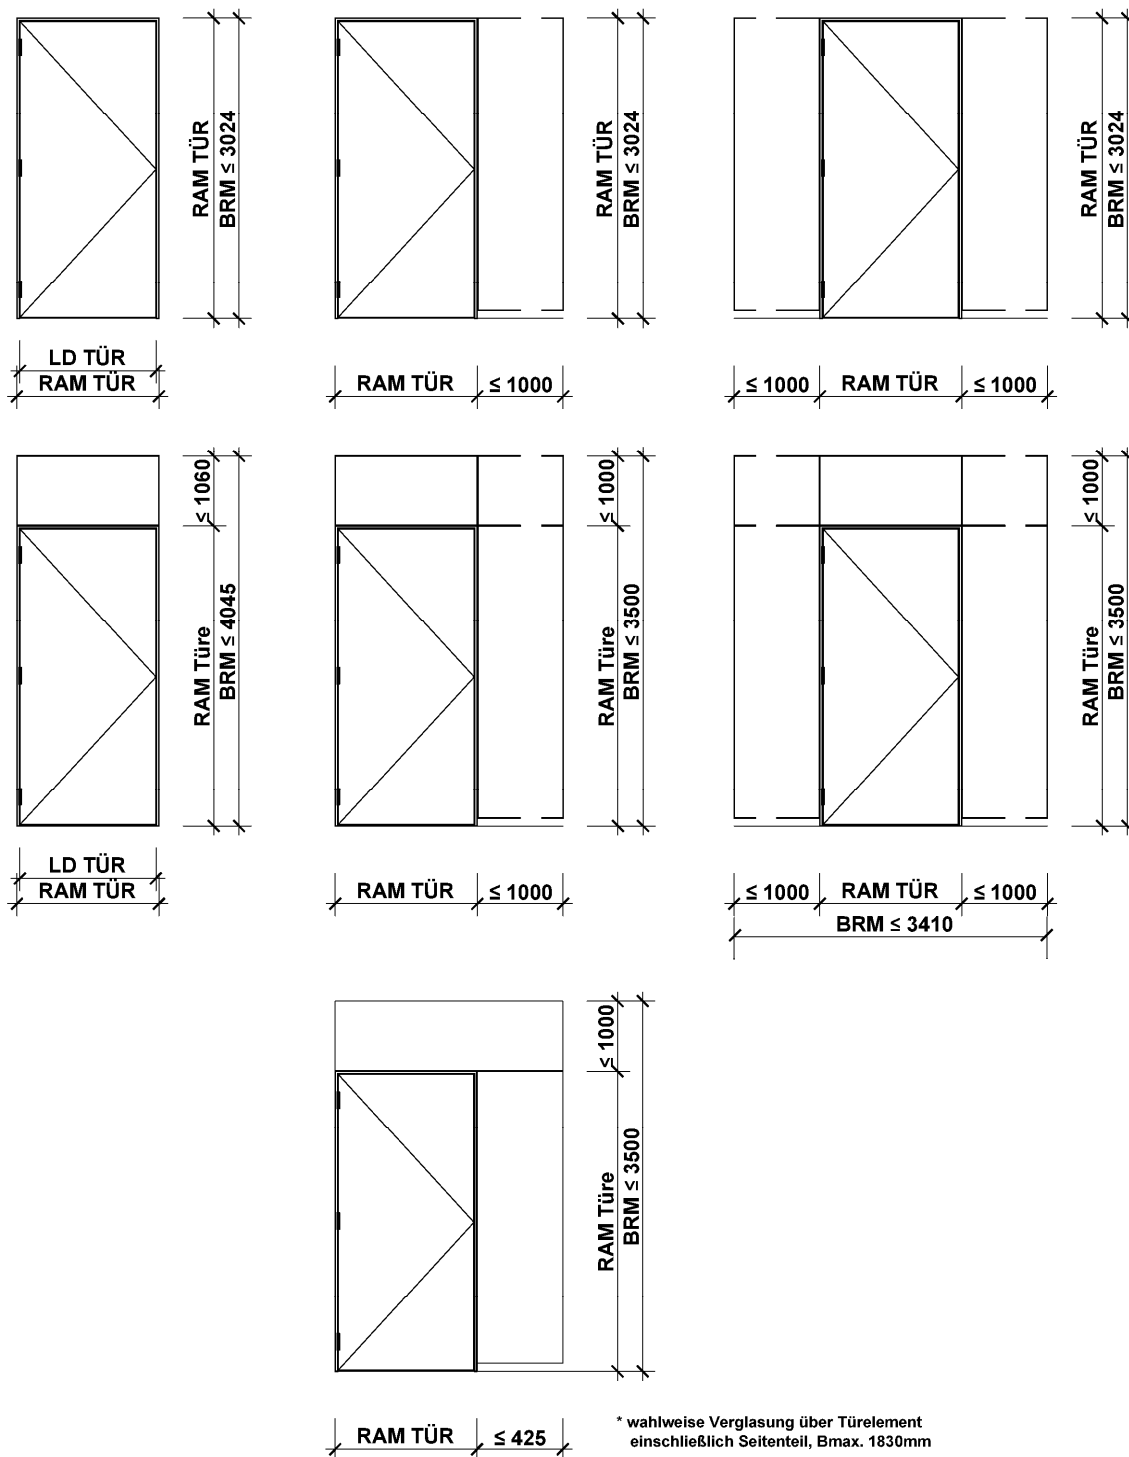 RAM TÜR
BRM ≤ 3024
LD TÜR
RAM TÜR
RAM TÜR
BRM ≤ 3024
RAM TÜR
≤ 1000
RAM TÜR
BRM ≤ 3024
≤ 1000
RAM TÜR
≤ 1000
≤ 1060
RAM Türe
BRM ≤ 4045
LD TÜR
RAM TÜR
≤ 1000
RAM Türe
BRM ≤ 3500
RAM TÜR
≤ 1000
≤ 1000
RAM Türe
BRM ≤ 3500
≤ 1000
RAM TÜR
≤ 1000
BRM ≤ 3410
≤ 1000
RAM Türe
BRM ≤ 3500
RAM TÜR
≤ 425
* wahlweise Verglasung über Türelement
einschließlich Seitenteil, Bmax. 1830mm